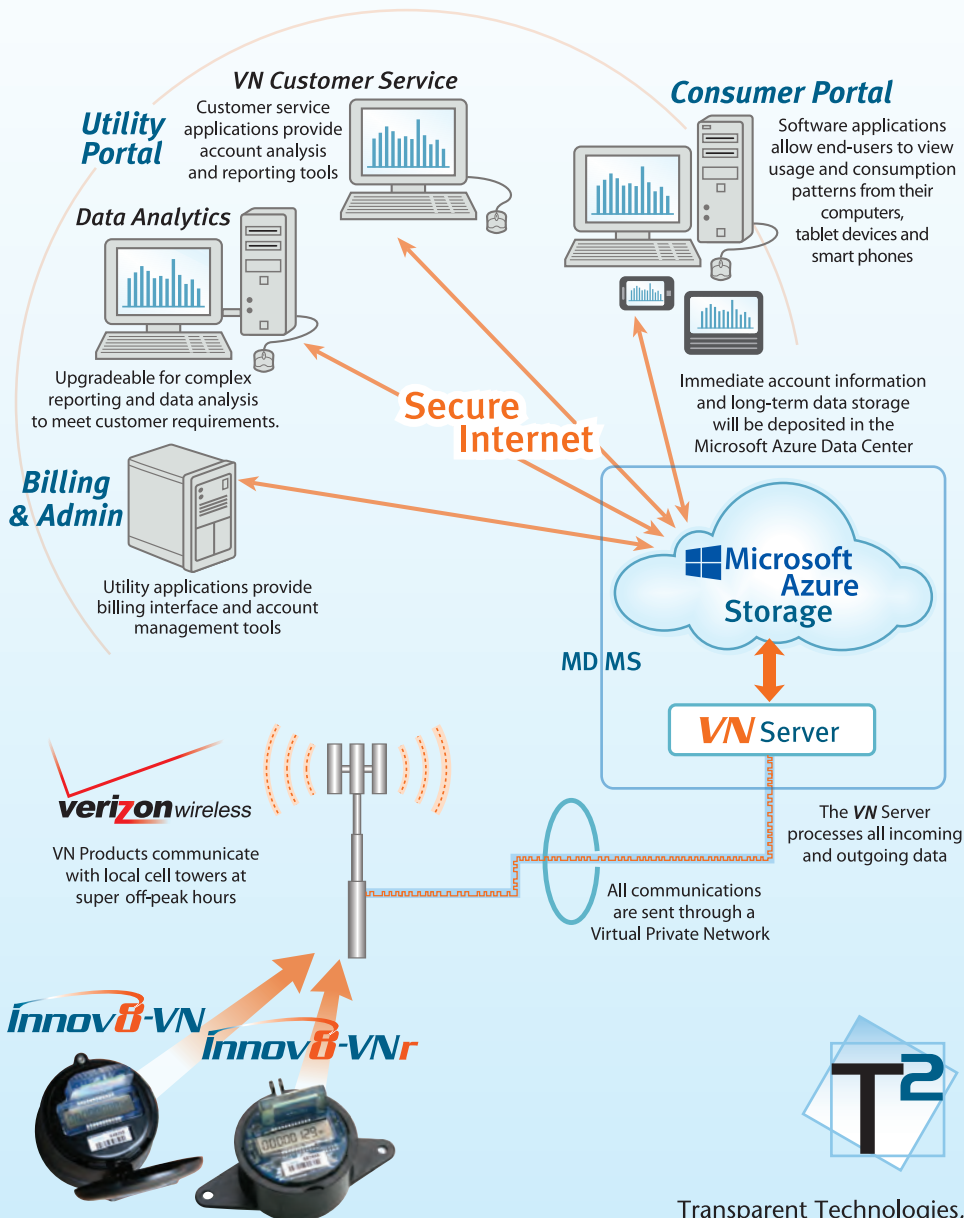 VN Customer Service
Customer service
applications provide
account analysis
and reporting tools
Utility
Portal
Consumer Portal
Software applications
allow end-users to view
usage and consumption
patterns from their
computers,
tablet devices and
smart phones
Data Analytics
Upgradeable for complex
reporting and data analysis
to meet customer requirements.
Secure
Internet
Immediate account information
and long-term data storage
will be deposited in the
Microsoft Azure Data Center
Billing
& Admin
Utility applications provide
billing interface and account
management tools
Microsoft
Azure
Storage
MDMS
VN Server
The VN Server
processes all incoming
and outgoing data
verizon wireless
VN Products communicate
with local cell towers at
super off-peak hours
All communications
are sent through a
Virtual Private Network
innov8-VN
innov8-VNr
T2
Transparent Technologies,